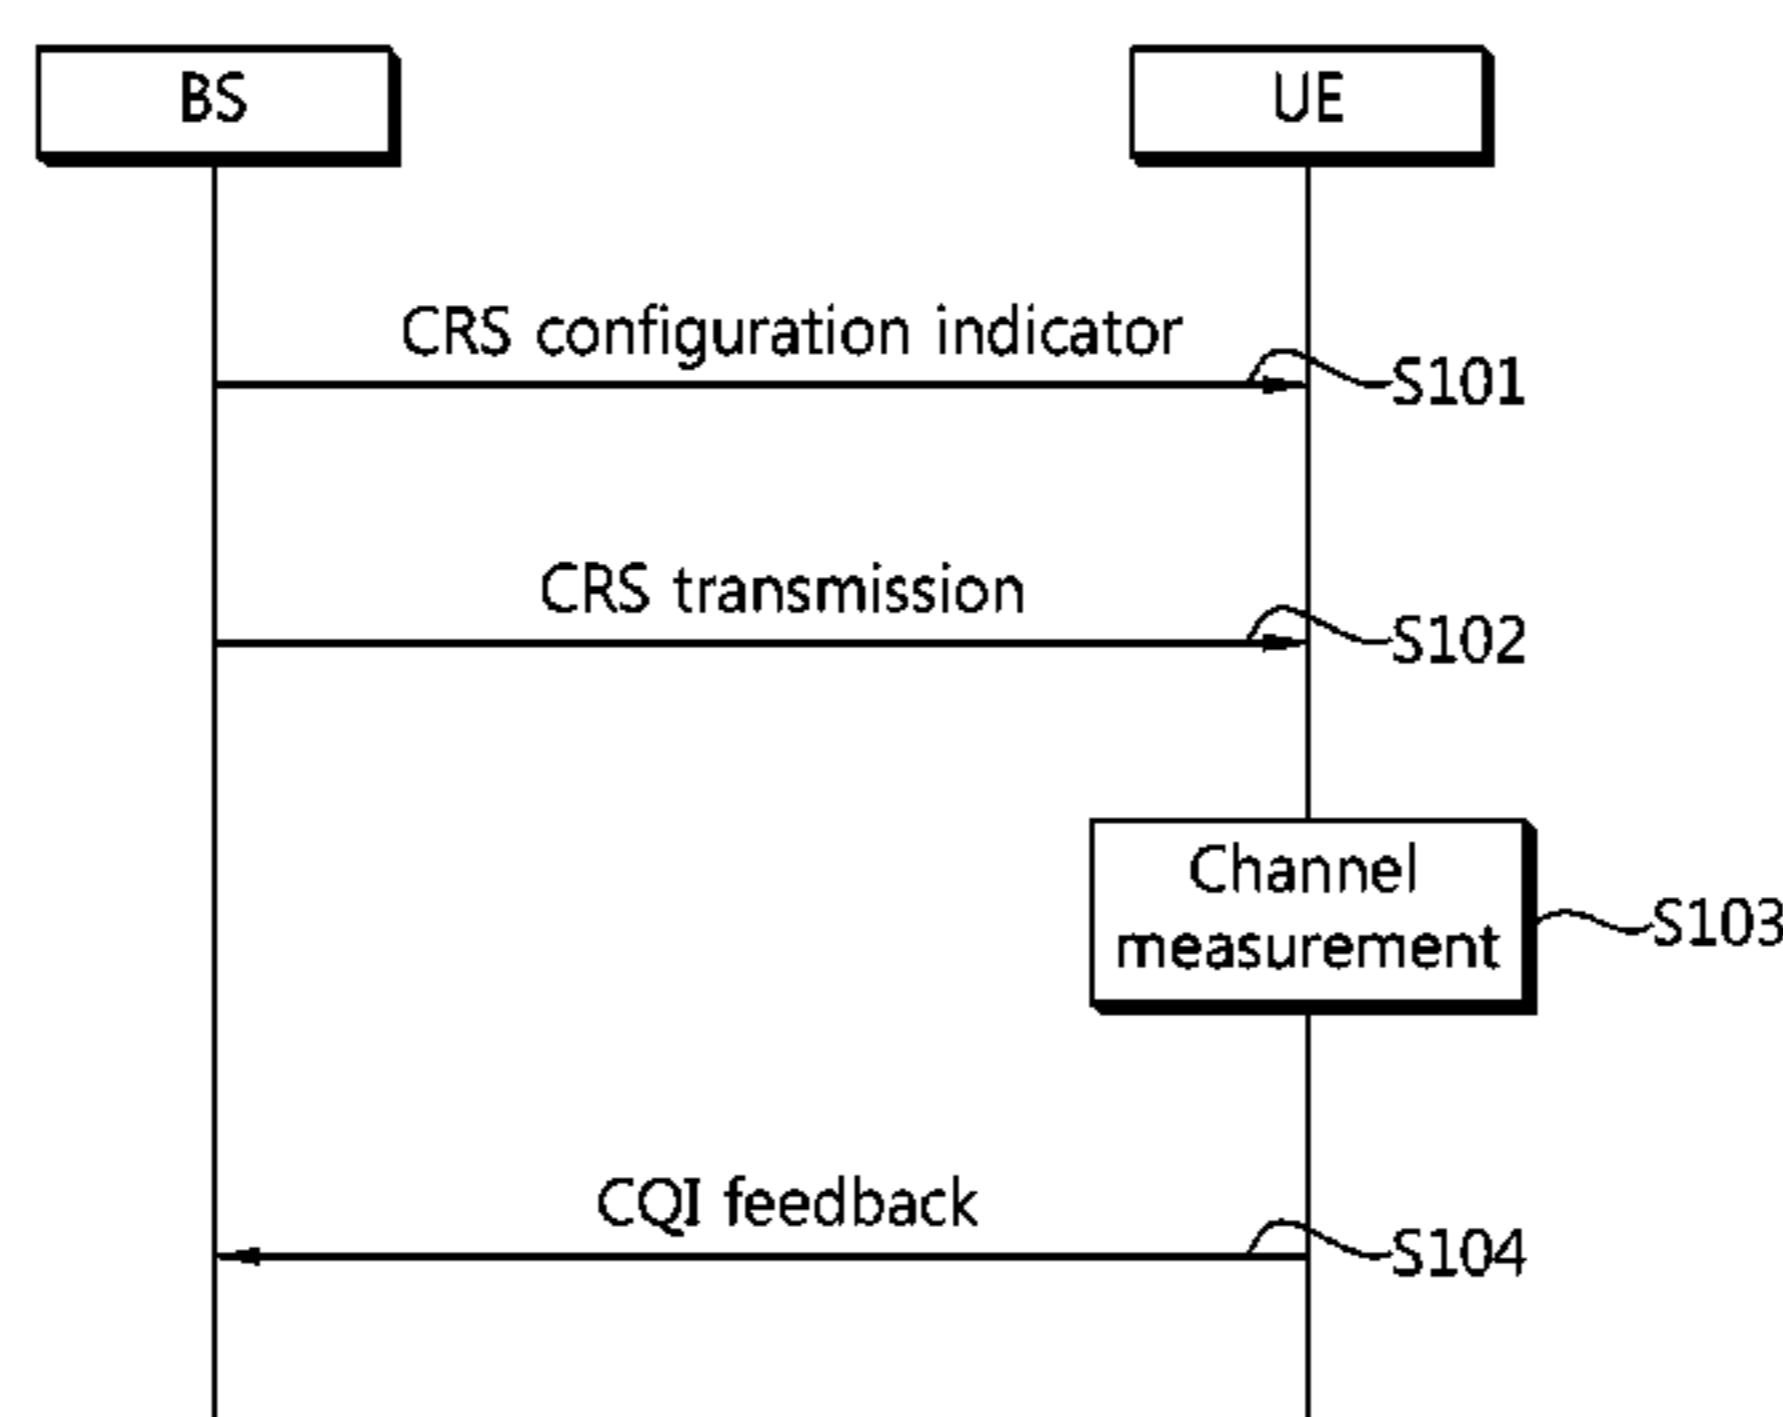 BS
UE
CRS configuration indicator
S101
CRS transmission
S102
Channel
measurement
S103
CQI feedback
S104